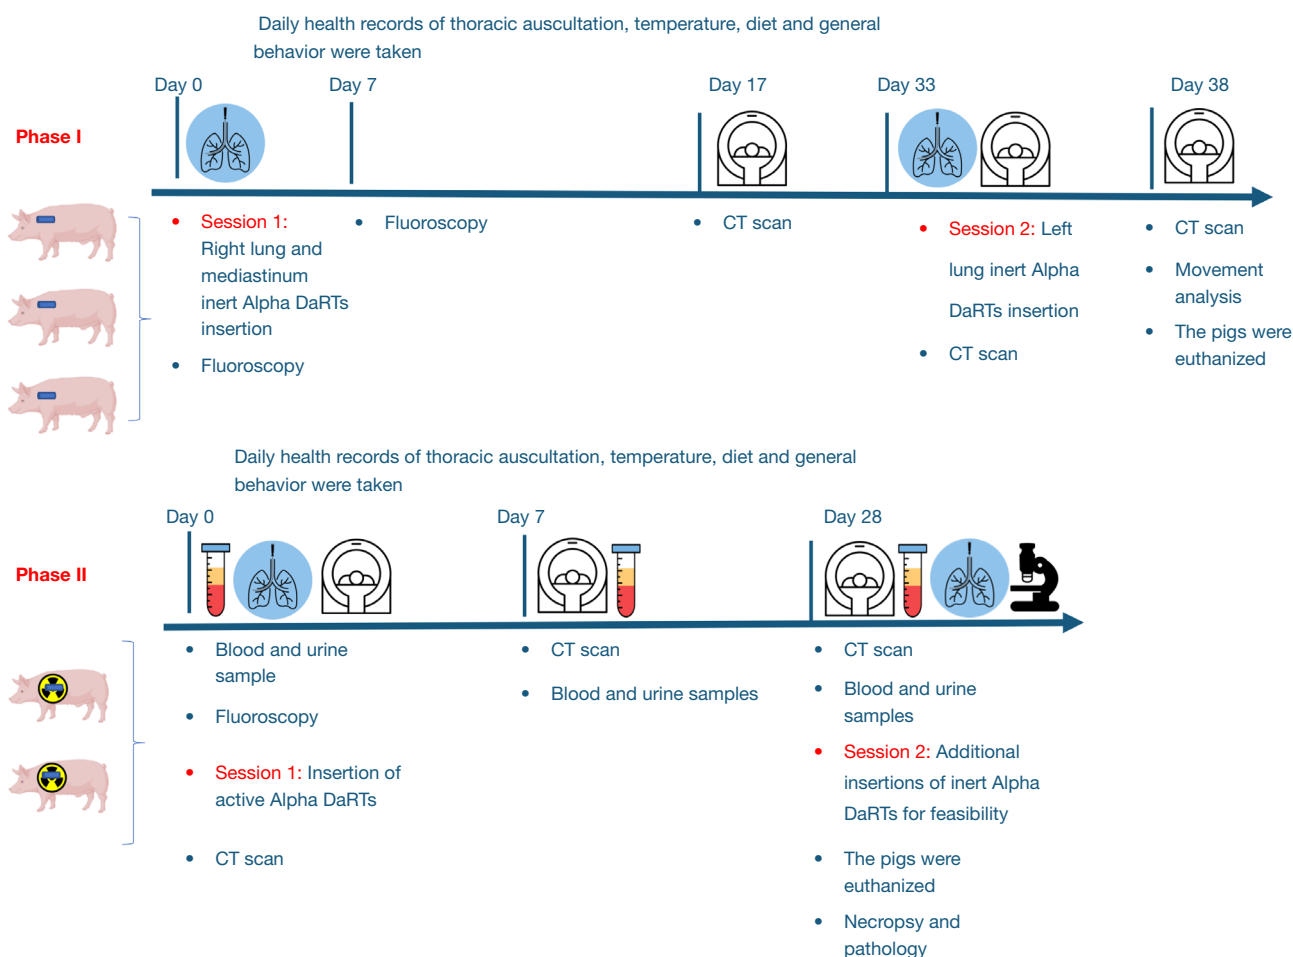 Daily health records of thoracic auscultation, temperature, diet and general
behavior were taken
Day 0
Day 7
Day 17
Day 33
Day 38
Phase I
• Session 1:
Right lung and
mediastinum
inert Alpha DaRTs
insertion
• Fluoroscopy
• Fluoroscopy
• CT scan
• Session 2: Left
lung inert Alpha
DaRTs insertion
• CT scan
• CT scan
• Movement
analysis
• The pigs were
euthanized
Daily health records of thoracic auscultation, temperature, diet and general
behavior were taken
Day 0
Day 7
Day 28
Phase II
• Blood and urine
sample
• Fluoroscopy
• Session 1: Insertion of
active Alpha DaRTs
• CT scan
• CT scan
• Blood and urine samples
• CT scan
• Blood and urine
samples
• Session 2: Additional
insertions of inert Alpha
DaRTs for feasibility
• The pigs were
euthanized
• Necropsy and
pathology